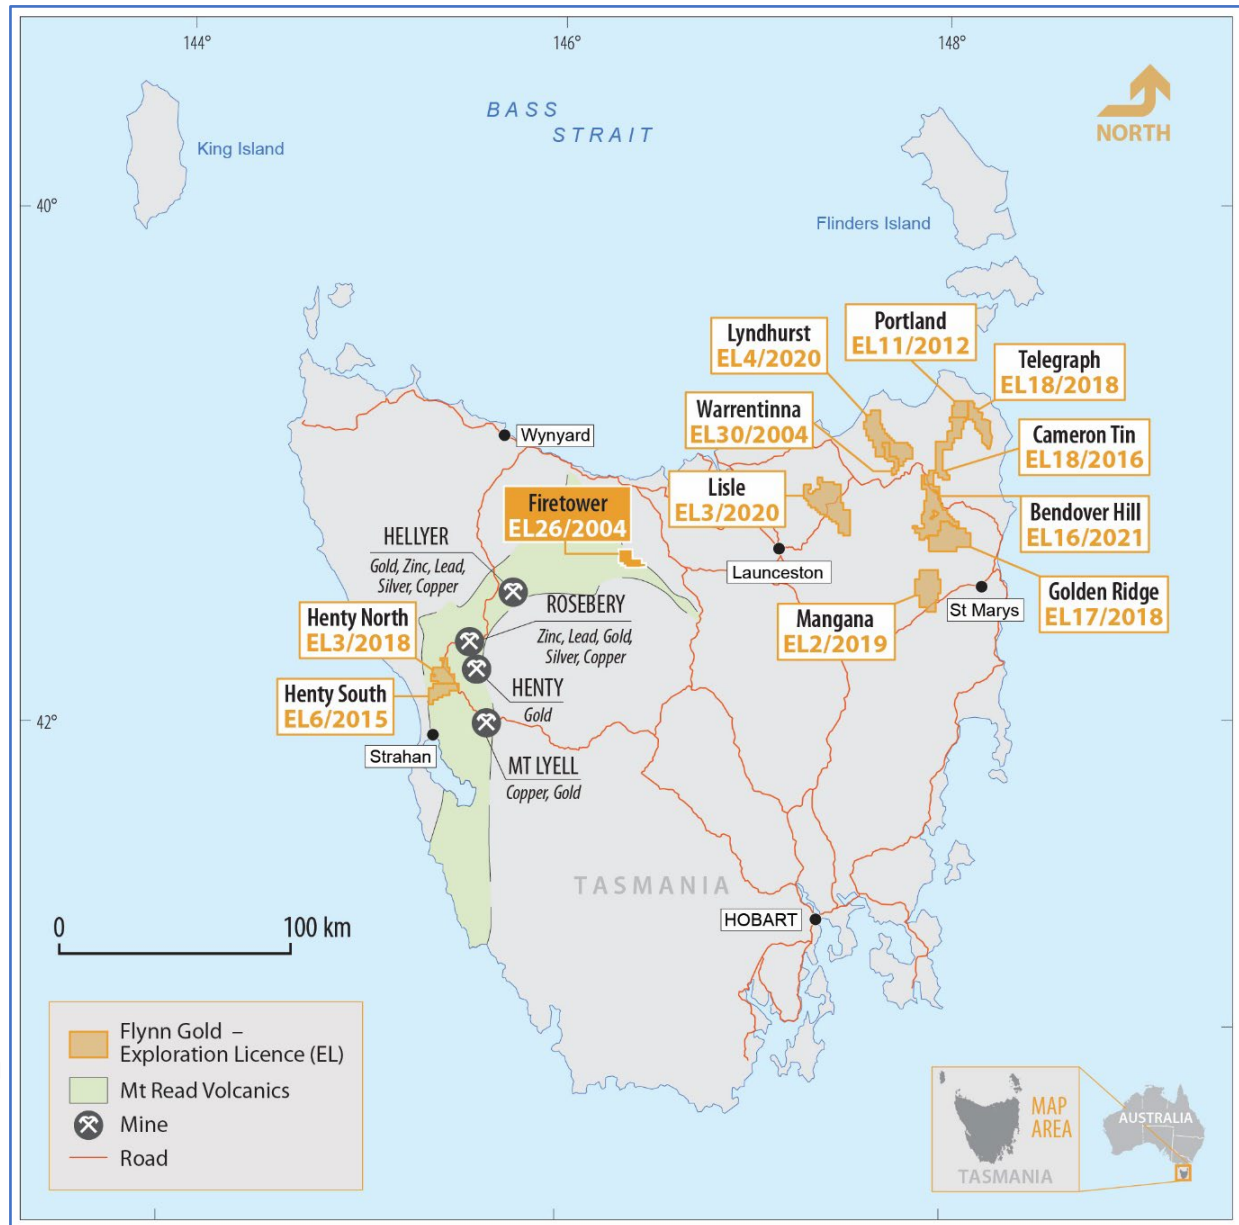 144°
146°
148°
BASS
STRAIT
NORTH
King Island
40°
Flinders Island
Portland
EL11/2012
Lyndhurst
EL4/2020
Telegraph
EL18/2018
Warrentinna
EL30/2004
Cameron Tin
EL18/2016
Wynyard
Lisle
EL3/2020
Firetower
EL26/2004
Bendover Hill
EL16/2021
HELLYER
Gold, Zinc, Lead,
Silver, Copper
Launceston
Golden Ridge
EL17/2018
ROSEBERY
Zinc, Lead, Gold,
Silver, Copper
Henty North
EL3/2018
Mangana
EL2/2019
St Marys
HENTY
Gold
Henty South
EL6/2015
42°
Strahan
MT LYELL
Copper, Gold
TASMANIA
HOBART
0
100 km
Flynn Gold –
Exploration Licence (EL)
Mt Read Volcanics
Mine
Road
MAP
AREA
TASMANIA
AUSTRALIA